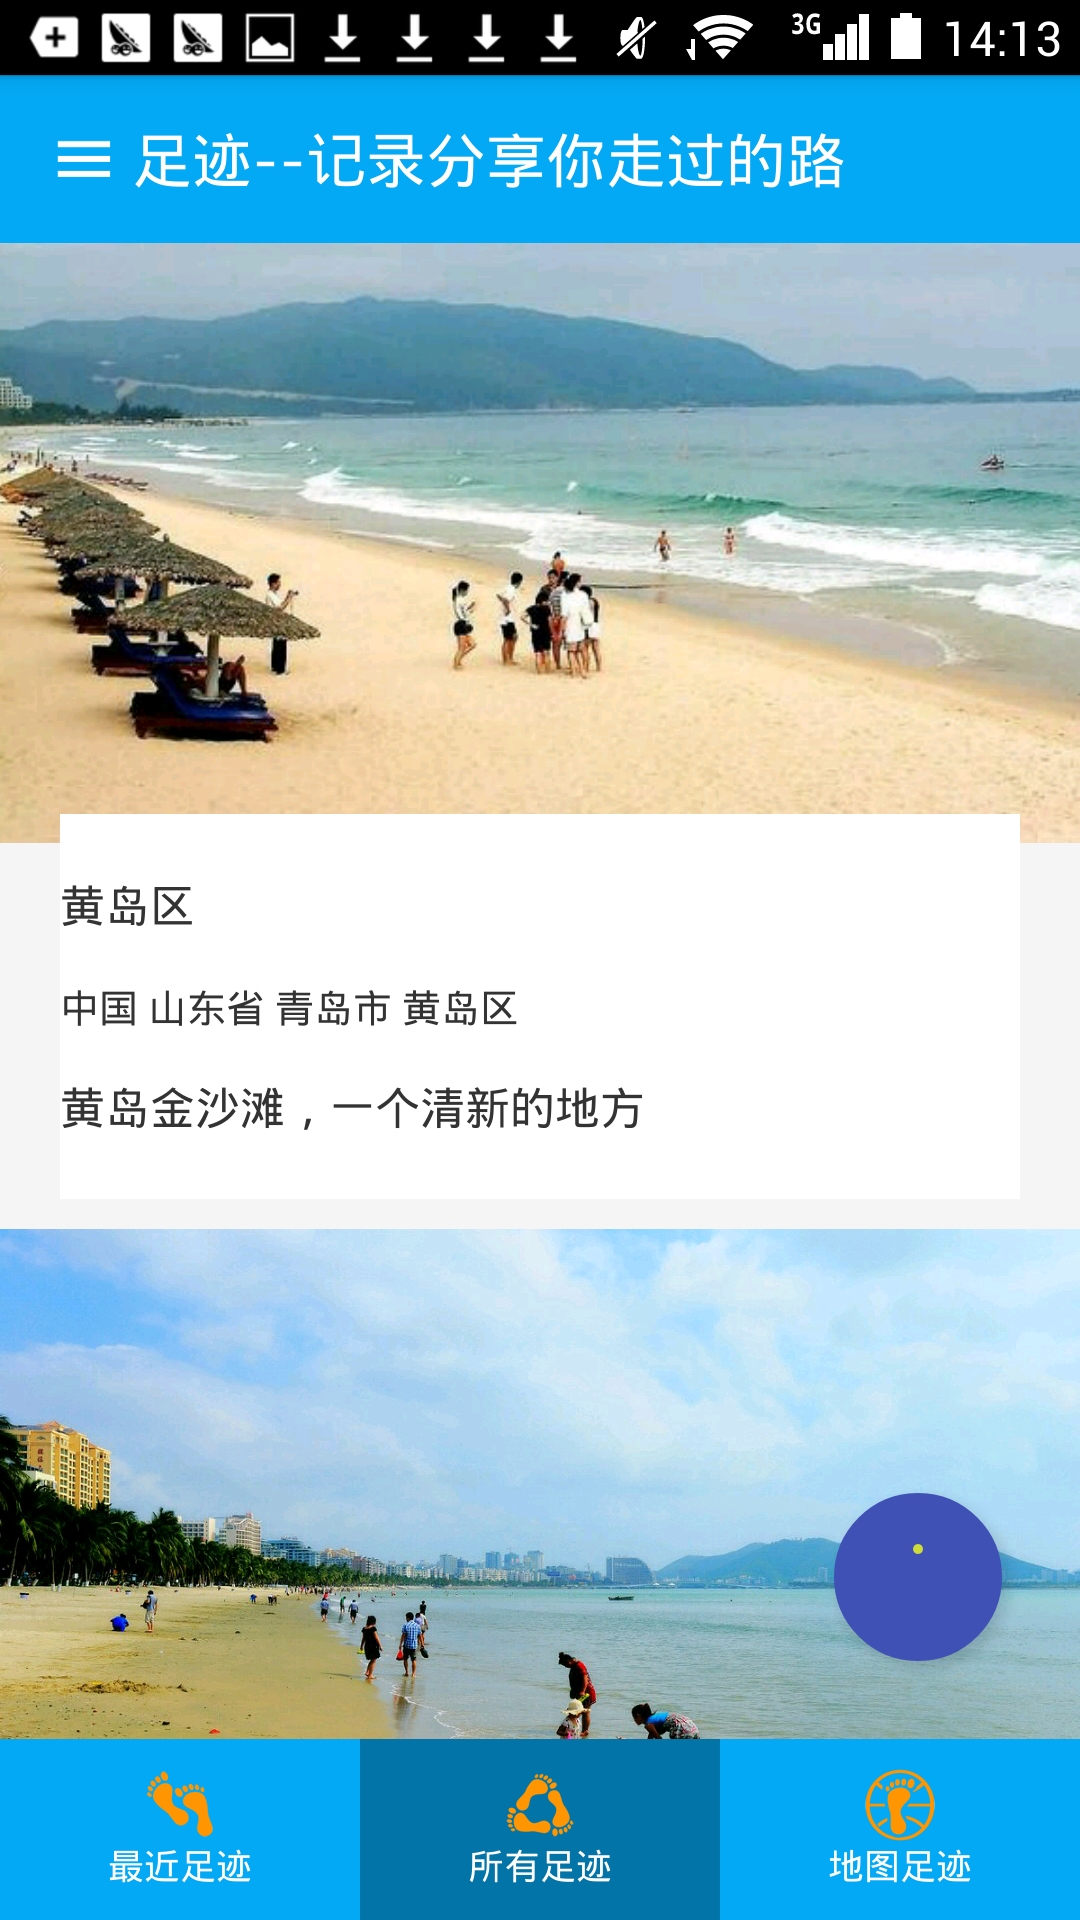 3G 14:13
足迹--记录分享你走过的路
黄岛区
中国 山东省 青岛市 黄岛区
黄岛金沙滩，一个清新的地方
最近足迹 所有足迹 地图足迹